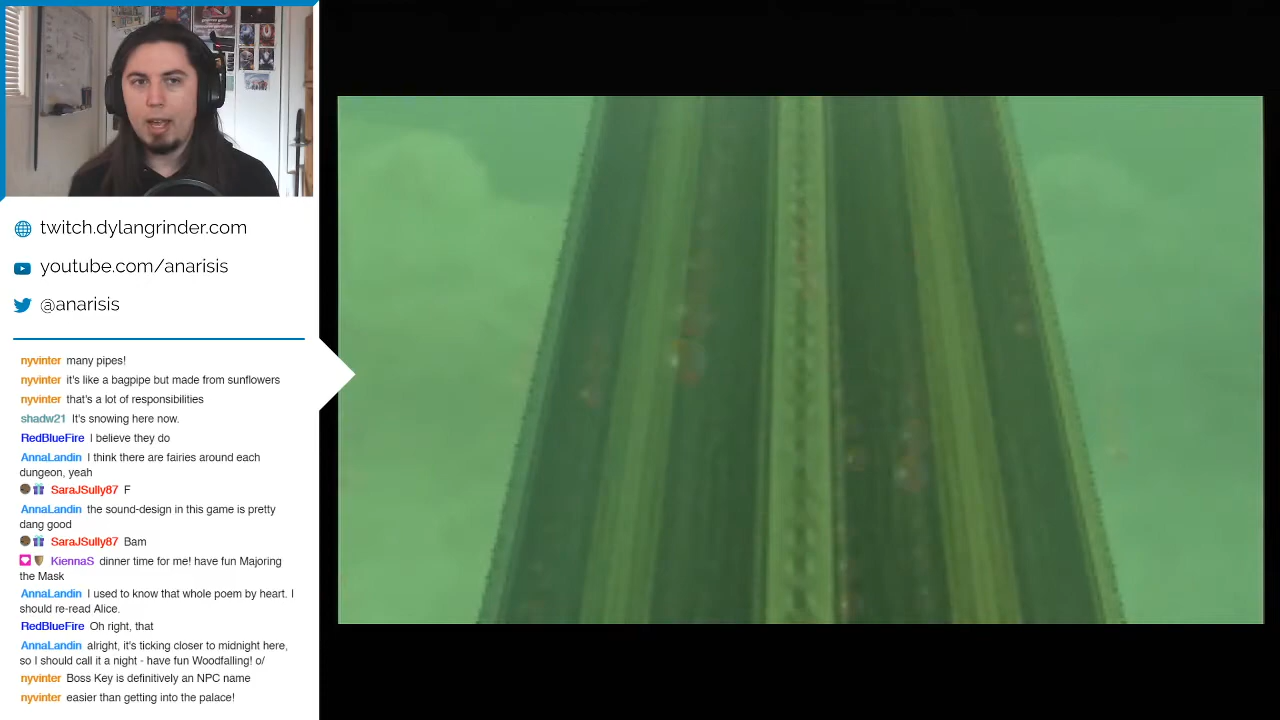 twitch.dylangrinder.com
youtube.com/anarisis
@anarisis
nyvinter many pipes!
nyvinter it's like a bagpipe but made from sunflowers
nyvinter that's a lot of responsibilities
shadw21 It's snowing here now.
RedBlueFire I believe they do
AnnaLandin I think there are fairies around each
dungeon, yeah
SaraJSully87 F
AnnaLandin the sound-design in this game is pretty
dang good
SaraJSully87 Bam
KiennaS dinner time for me! have fun Majoring
the Mask
AnnaLandin I used to know that whole poem by heart. I
should re-read Alice.
RedBlueFire Oh right, that
AnnaLandin alright, it's ticking closer to midnight here,
so I should call it a night - have fun Woodfalling! o/
nyvinter Boss Key is definitively an NPC name
nyvinter easier than getting into the palace!